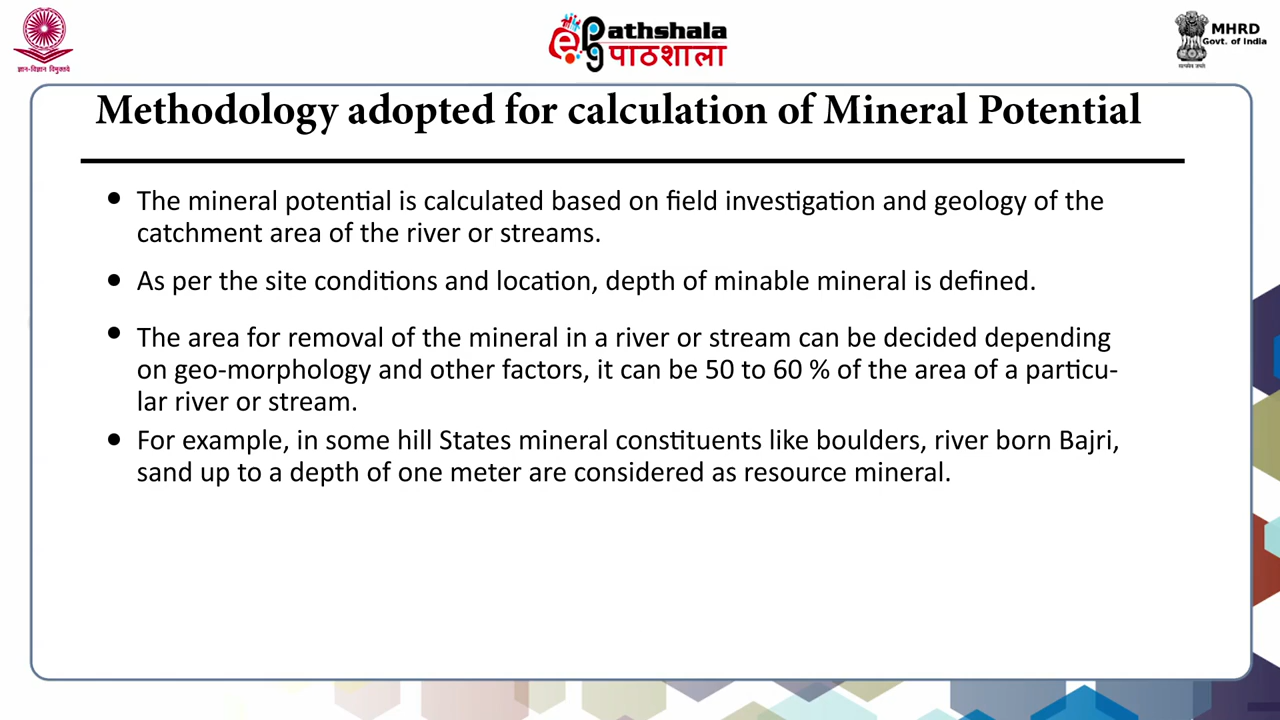 ज्ञान-विज्ञान विमुक्तये
ePg
athshala
पाठशाला
MHRD
Govt. of India
सत्यमेव जयते
Methodology adopted for calculation of Mineral Potential
• The mineral potential is calculated based on field investigation and geology of the
catchment area of the river or streams.
• As per the site conditions and location, depth of minable mineral is defined.
• The area for removal of the mineral in a river or stream can be decided depending
on geo-morphology and other factors, it can be 50 to 60 % of the area of a particu-
lar river or stream.
• For example, in some hill States mineral constituents like boulders, river born Bajri,
sand up to a depth of one meter are considered as resource mineral.